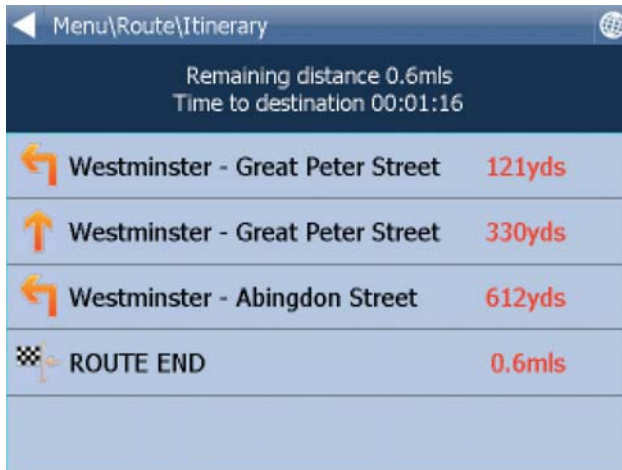 Menu\Route\Itinerary
Remaining distance 0.6mls
Time to destination 00:01:16
Westminster - Great Peter Street 121yds
Westminster - Great Peter Street 330yds
Westminster - Abingdon Street 612yds
ROUTE END 0.6mls